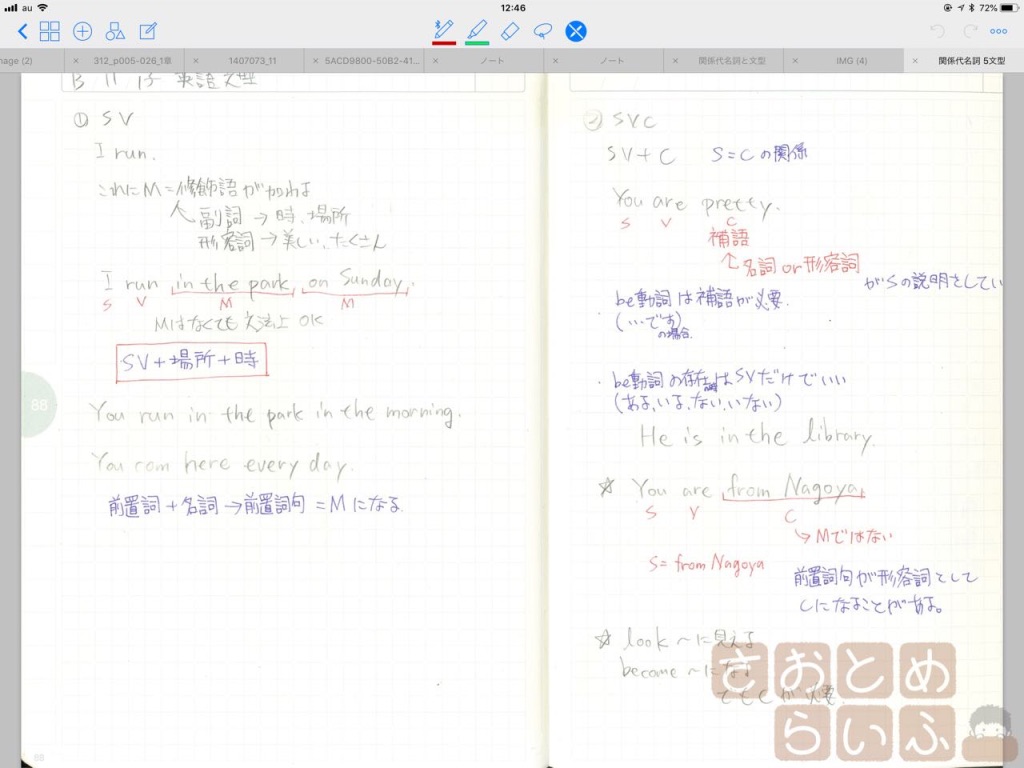 au 12:46 72%
nage (2) × 312_p005-026_1章 × 1407073_11 × 5ACD9800-50B2-41... × ノート × ノート × 関係代名詞と文型 × IMG (4) × 関係代名詞 5文型
英語文型
① SV
I run.
これにM=修飾語が加われば
副詞→時、場所
形容詞→美しい、たくさん
I run in the park on Sunday.
S V M M
Mはなくても文法上OK
SV+場所+時
88
You run in the park in the morning.
You com here every day.
前置詞+名詞→前置詞句=Mになる
88
② SVC
SV+C S=Cの関係
You are pretty.
S V C
補語
名詞or形容詞
がSの説明をしてい
・be動詞は補語が必要.
(…です)
の場合.
・be動詞の存在はSVだけでいい
(ある、いる、ない、いない)
He is in the library.
☆ You are from Nagoya.
S V C
↳Mではない
S=from Nagoya
前置詞句が形容詞として
Cになることがある。
☆ look ~に見える
become ~になる
でもCが必要
さおとめ
らいふ